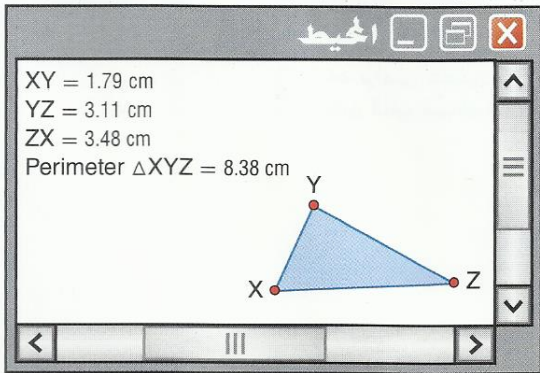 المحيط
XY = 1.79 cm
YZ = 3.11 cm
ZX = 3.48 cm
Perimeter △XYZ = 8.38 cm
Y
X
Z